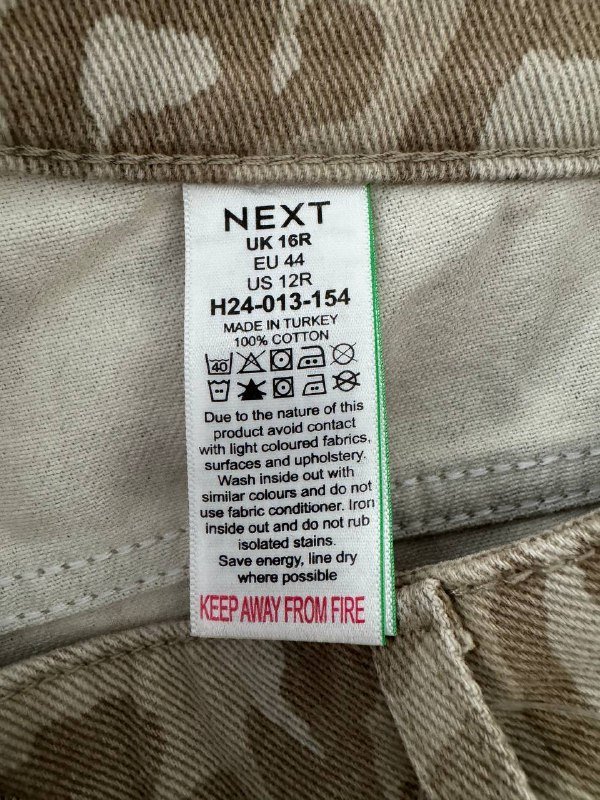 NEXT
UK 16R
EU 44
US 12R
H24-013-154
MADE IN TURKEY
100% COTTON
40
Due to the nature of this
product avoid contact
with light coloured fabrics,
surfaces and upholstery.
Wash inside out with
similar colours and do not
use fabric conditioner. Iron
inside out and do not rub
isolated stains.
Save energy, line dry
where possible
KEEP AWAY FROM FIRE